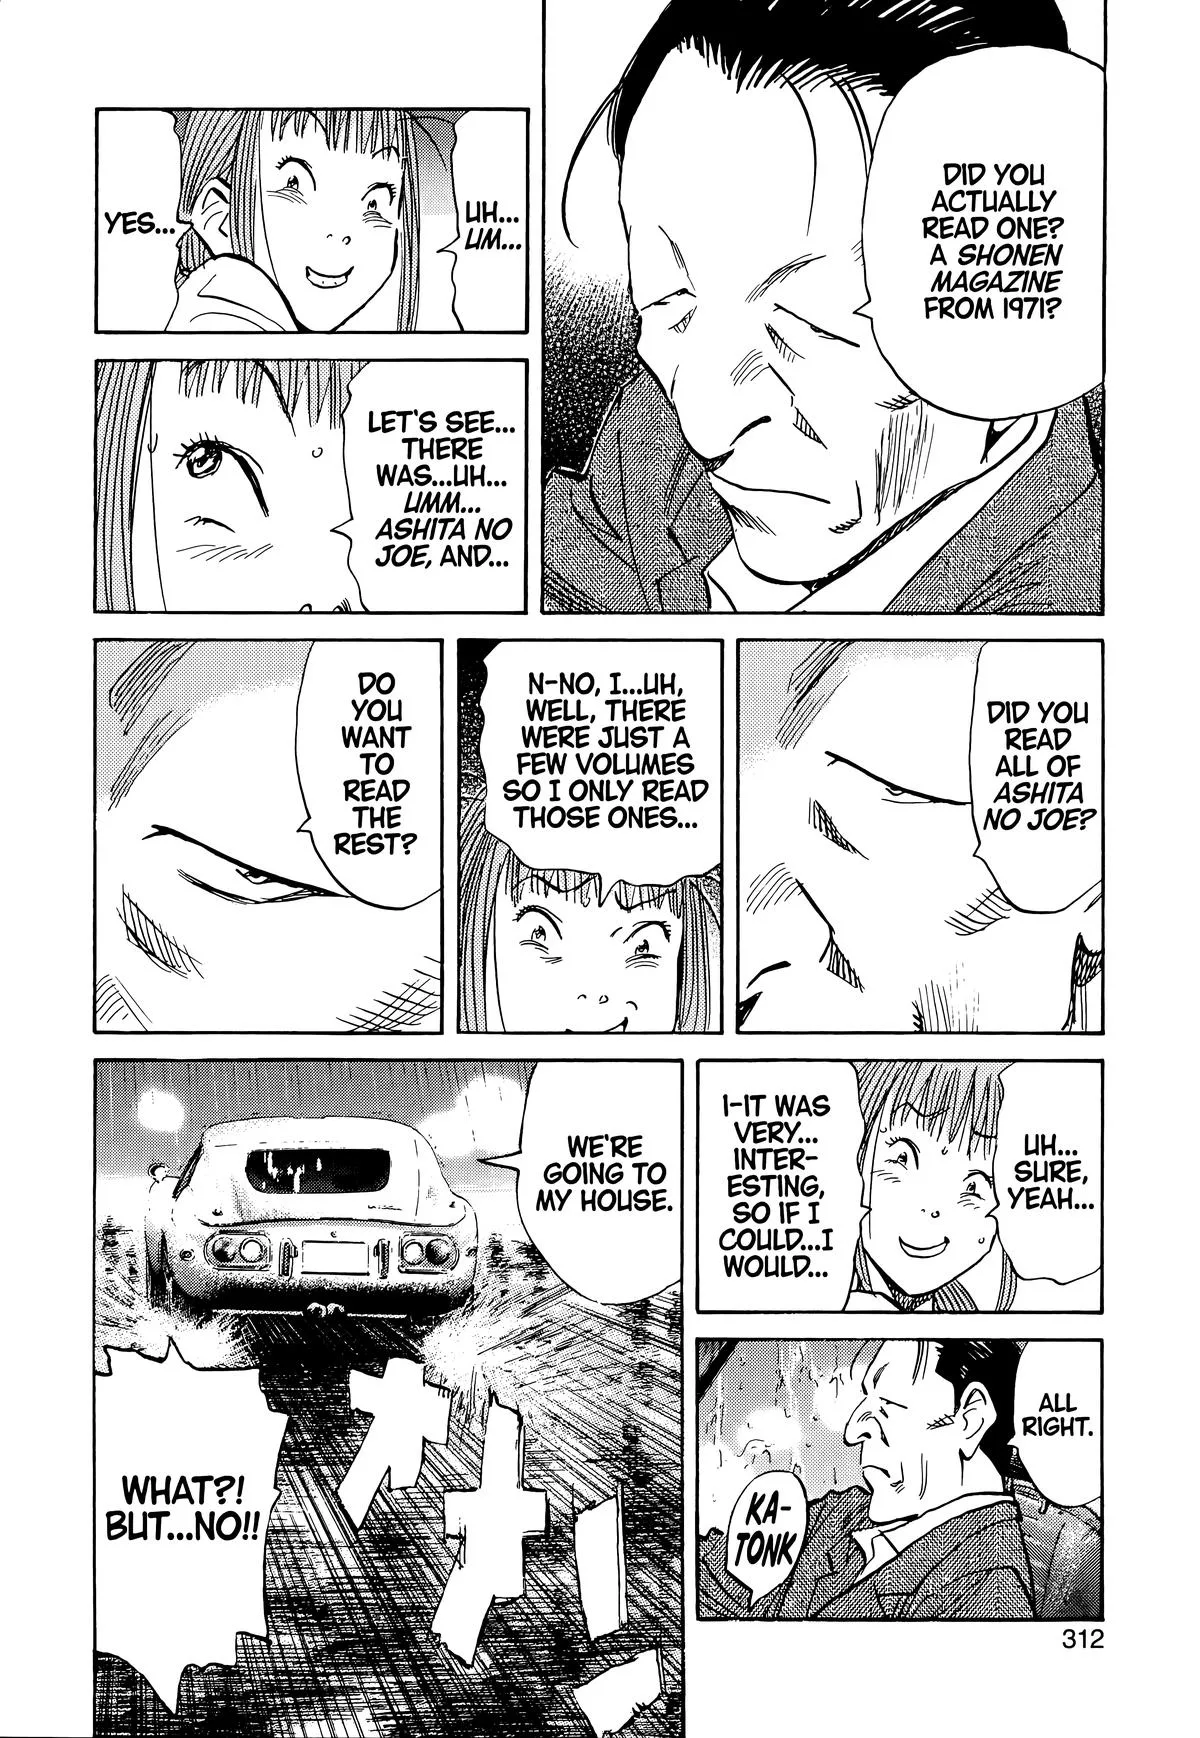 DID YOU
ACTUALLY
READ ONE?
A SHONEN
MAGAZINE
FROM 1971?
UH...
UM...
YES...
LET'S SEE...
THERE
WAS...UH...
UMM...
ASHITA NO
JOE, AND...
DID YOU
READ
ALL OF
ASHITA
NO JOE?
N-NO, I...UH,
WELL, THERE
WERE JUST A
FEW VOLUMES
SO I ONLY READ
THOSE ONES...
DO
YOU
WANT
TO
READ
THE
REST?
UH...
SURE,
YEAH...
I-IT WAS
VERY...
INTER-
ESTING,
SO IF I
COULD...I
WOULD...
ALL
RIGHT.
KA-
TONK
WE'RE
GOING TO
MY HOUSE.
WHAT?!
BUT...NO!!
312